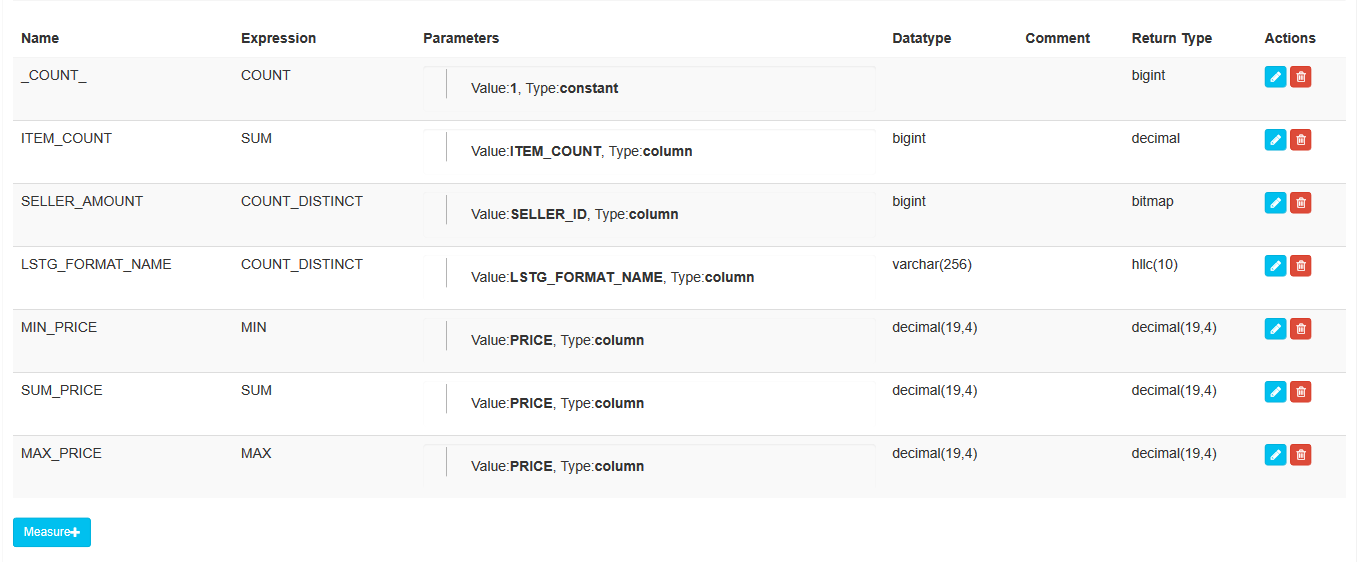 Name Expression Parameters Datatype Comment Return Type Actions
_COUNT_ COUNT Value:1, Type:constant bigint
ITEM_COUNT SUM Value:ITEM_COUNT, Type:column bigint decimal
SELLER_AMOUNT COUNT_DISTINCT Value:SELLER_ID, Type:column bigint bitmap
LSTG_FORMAT_NAME COUNT_DISTINCT Value:LSTG_FORMAT_NAME, Type:column varchar(256) hllc(10)
MIN_PRICE MIN Value:PRICE, Type:column decimal(19,4) decimal(19,4)
SUM_PRICE SUM Value:PRICE, Type:column decimal(19,4) decimal(19,4)
MAX_PRICE MAX Value:PRICE, Type:column decimal(19,4) decimal(19,4)
Measure+